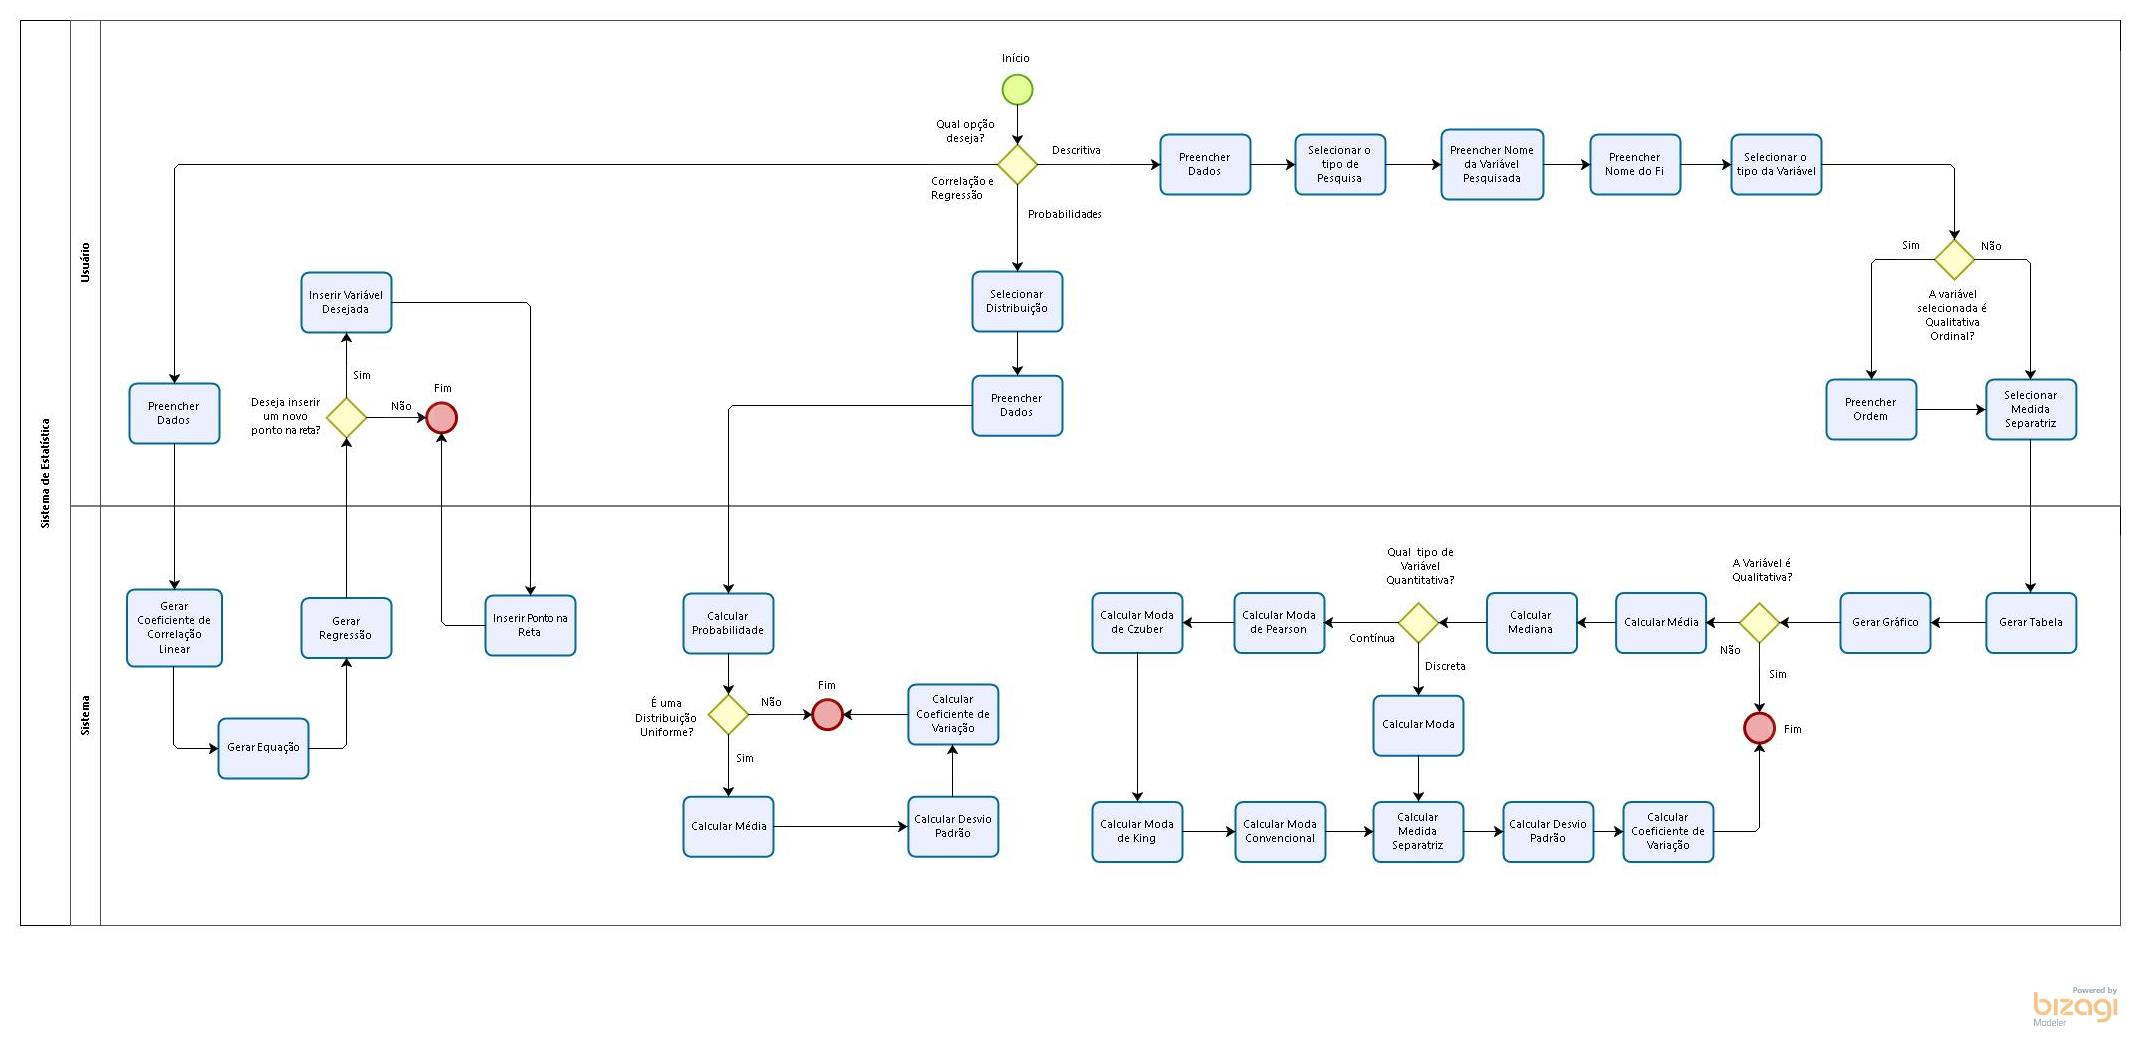 Sistema de Estatística
Usuário
Início
Qual opção
deseja?
Descritiva
Correlação e
Regressão
Probabilidades
Preencher
Dados
Selecionar o
tipo de
Pesquisa
Preencher Nome
da Variável
Pesquisada
Preencher
Nome do Fi
Selecionar o
tipo da Variável
Sim
Não
A variável
selecionada é
Qualitativa
Ordinal?
Preencher
Ordem
Selecionar
Medida
Separatriz
Selecionar
Distribuição
Preencher
Dados
Inserir Variável
Desejada
Sim
Deseja inserir
um novo
ponto na reta?
Não
Fim
Preencher
Dados
Sistema
Gerar
Coeficiente de
Correlação
Linear
Gerar Equação
Gerar
Regressão
Inserir Ponto na
Reta
Calcular
Probabilidade
É uma
Distribuição
Uniforme?
Não
Fim
Sim
Calcular Média
Calcular Desvio
Padrão
Calcular
Coeficiente de
Variação
Gerar Tabela
Gerar Gráfico
A Variável é
Qualitativa?
Não
Sim
Fim
Calcular Média
Calcular
Mediana
Qual tipo de
Variável
Quantitativa?
Contínua
Discreta
Calcular Moda
de Pearson
Calcular Moda
de Czuber
Calcular Moda
Calcular Moda
de King
Calcular Moda
Convencional
Calcular
Medida
Separatriz
Calcular Desvio
Padrão
Calcular
Coeficiente de
Variação
Powered by
bizagi
Modeler